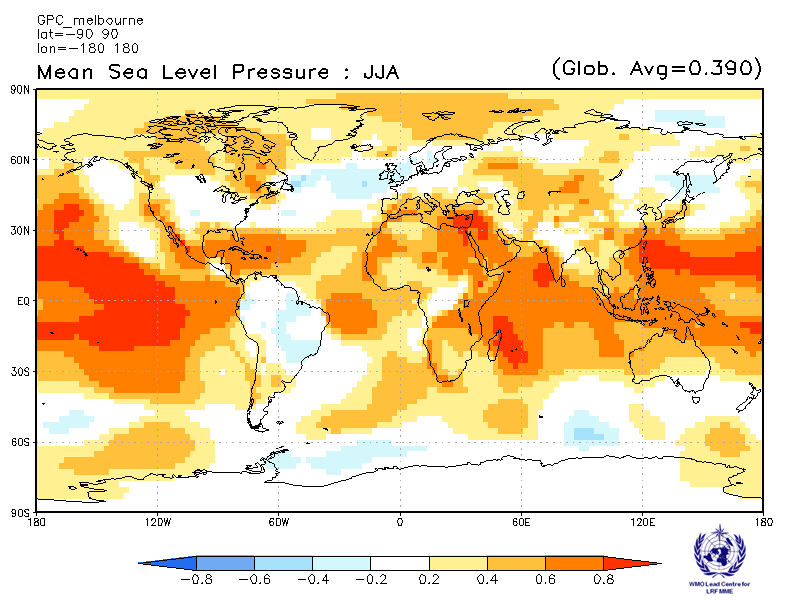 GPC_melbourne
lat=-90 90
lon=-180 180
Mean Sea Level Pressure : JJA
(Glob. Avg=0.390)
90N
60N
30N
EQ
30S
60S
90S
180 120W 60W 0 60E 120E 180
-0.8 -0.6 -0.4 -0.2 0.2 0.4 0.6 0.8
WMO Lead Centre for
LRF MME